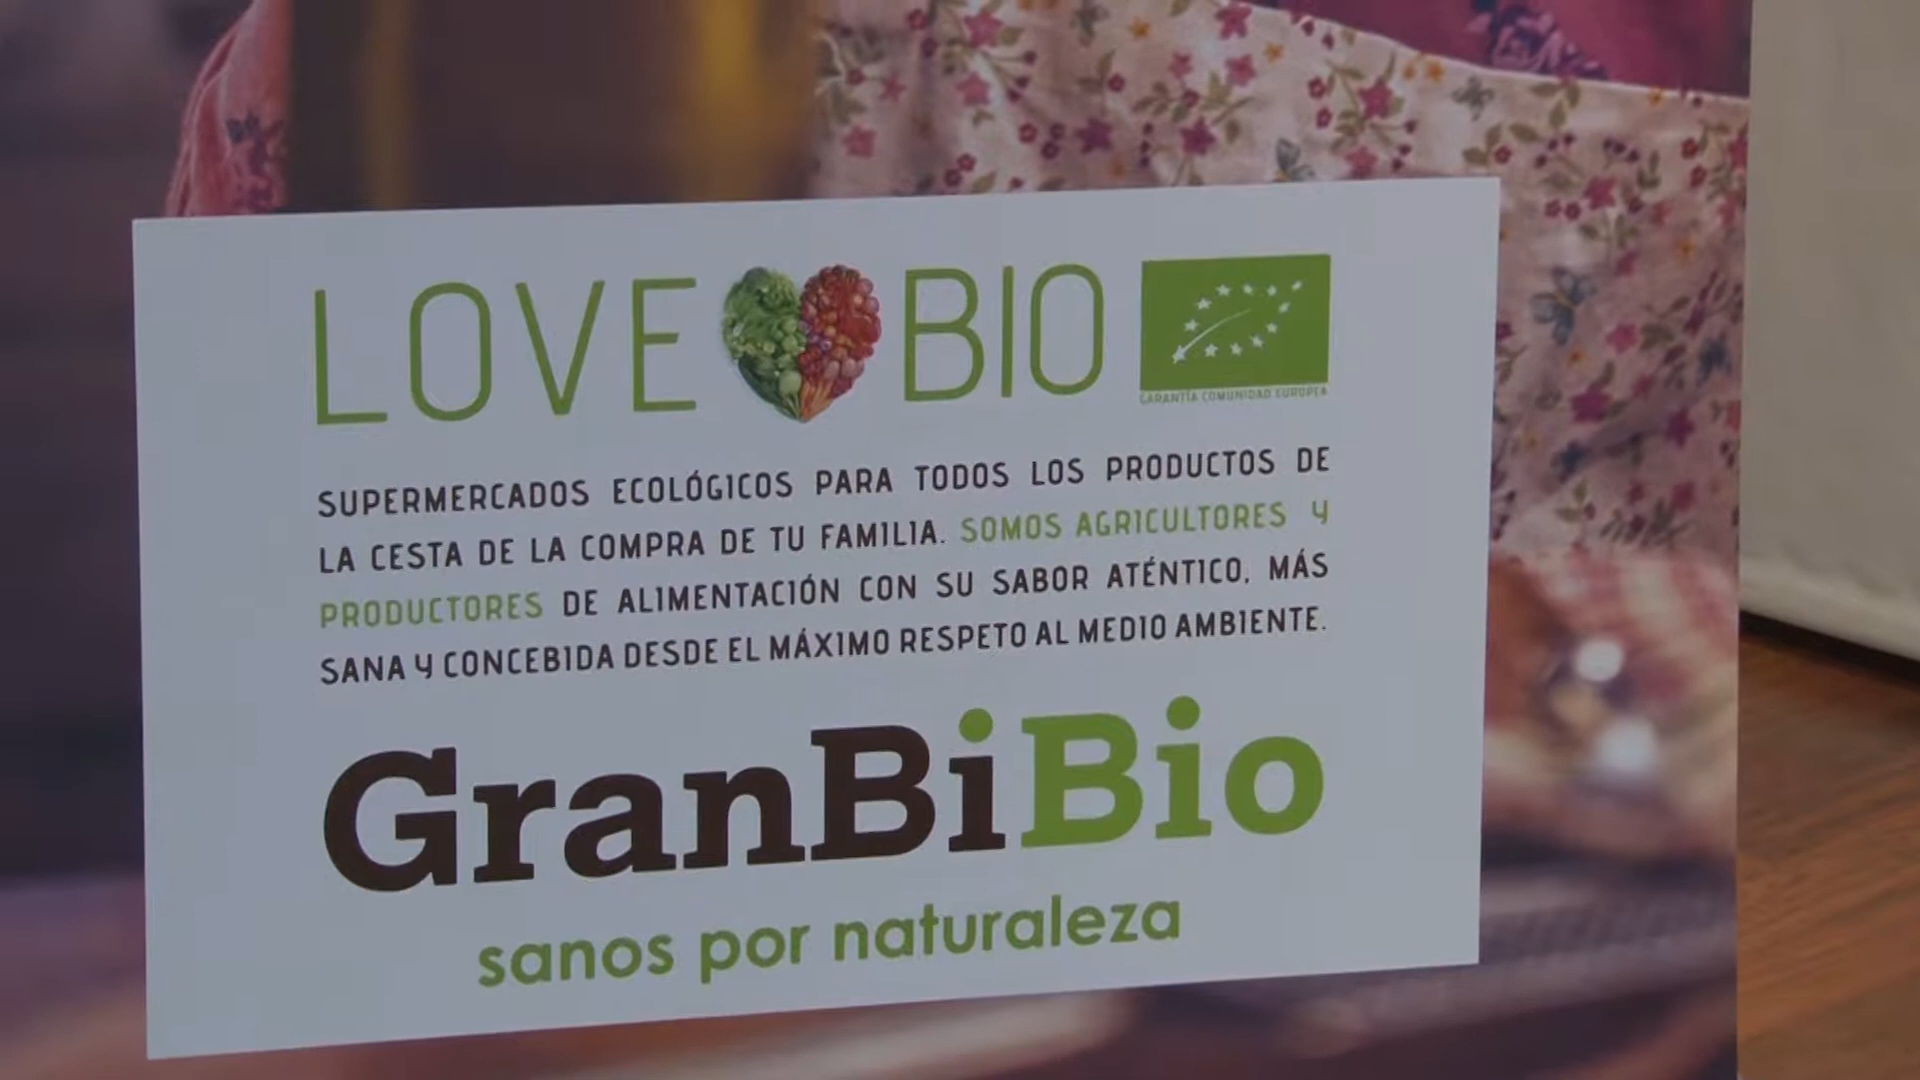 LOVE BIO
GARANTÍA COMUNIDAD EUROPEA
SUPERMERCADOS ECOLÓGICOS PARA TODOS LOS PRODUCTOS DE
LA CESTA DE LA COMPRA DE TU FAMILIA. SOMOS AGRICULTORES Y
PRODUCTORES DE ALIMENTACIÓN CON SU SABOR ATÉNTICO, MÁS
SANA Y CONCEBIDA DESDE EL MÁXIMO RESPETO AL MEDIO AMBIENTE.
GranBiBio
sanos por naturaleza